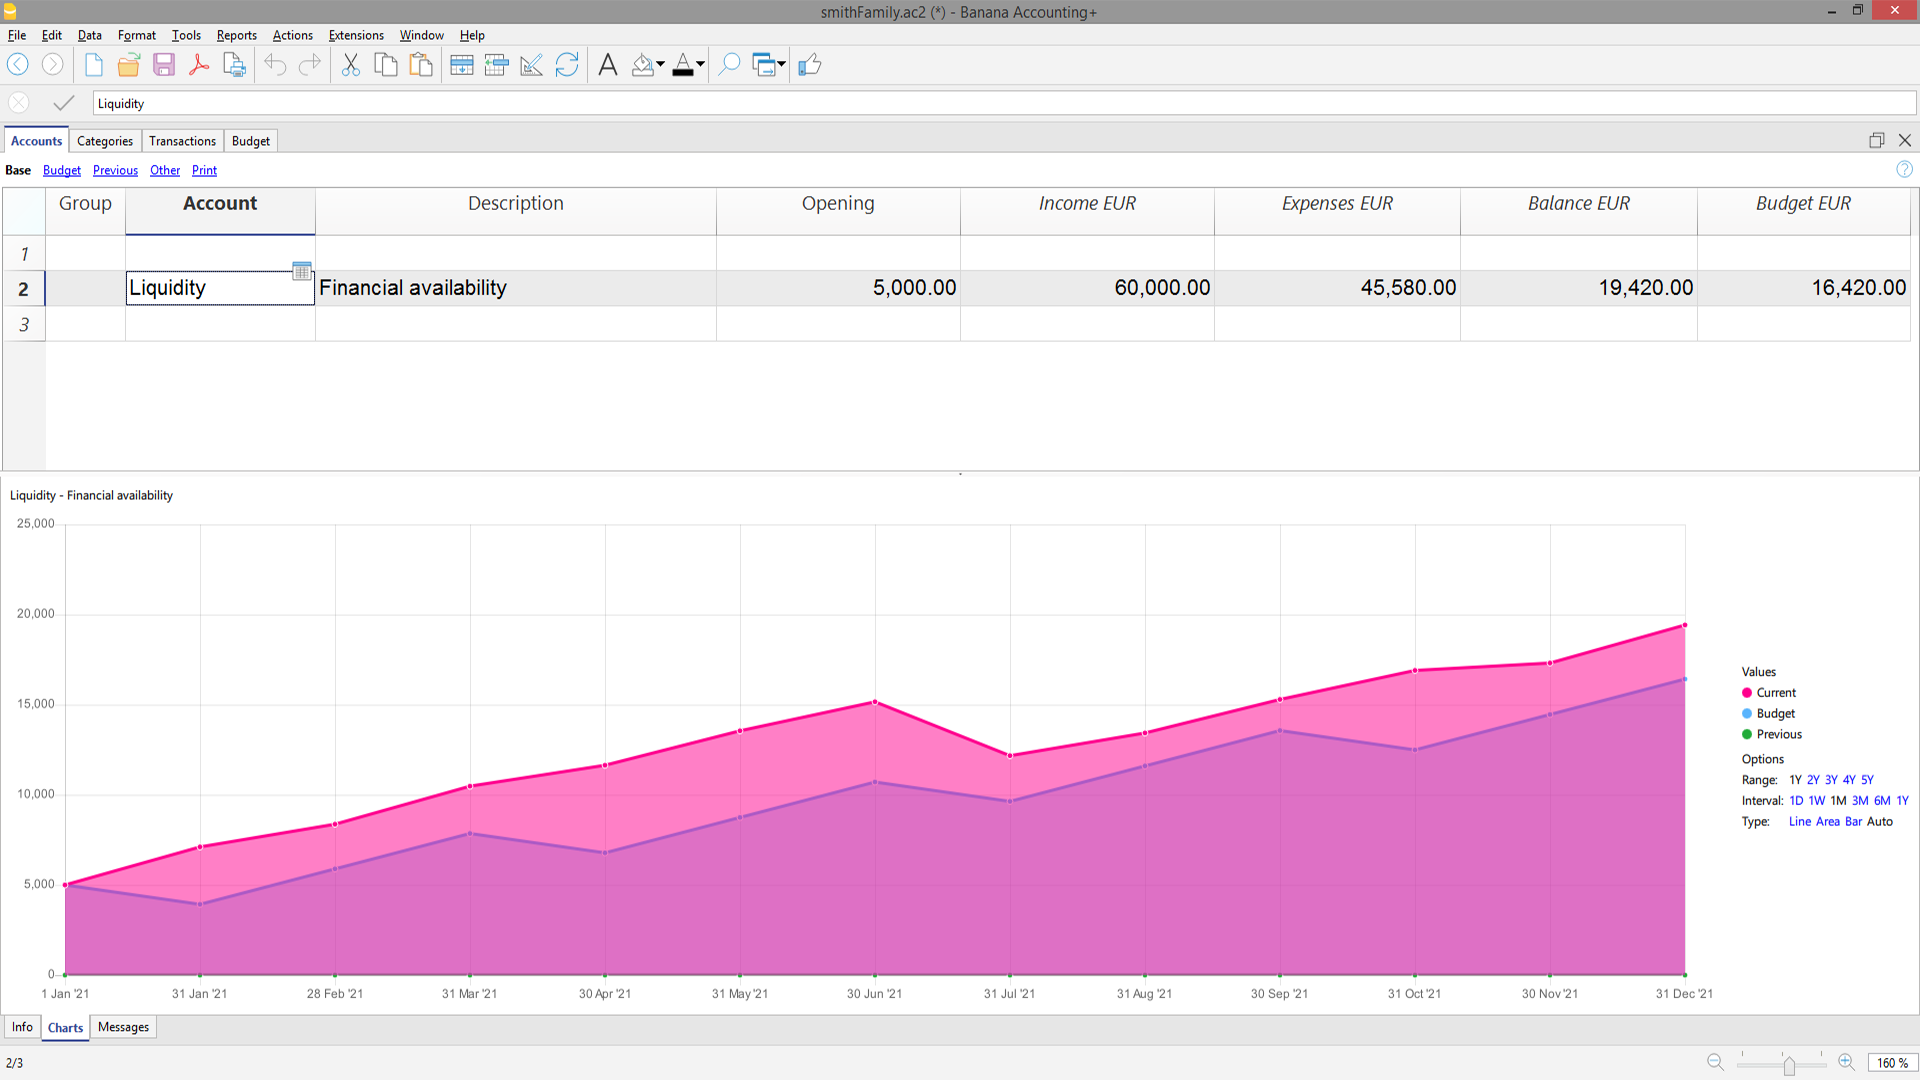 smithFamily.ac2 (*) - Banana Accounting+
File Edit Data Format Tools Reports Actions Extensions Window Help
Liquidity
Accounts Categories Transactions Budget
Base Budget Previous Other Print
Group Account Description Opening Income EUR Expenses EUR Balance EUR Budget EUR
1
2 Liquidity Financial availability 5,000.00 60,000.00 45,580.00 19,420.00 16,420.00
3
Liquidity - Financial availability
25,000
20,000
15,000
10,000
5,000
0
1 Jan '21 31 Jan '21 28 Feb '21 31 Mar '21 30 Apr '21 31 May '21 30 Jun '21 31 Jul '21 31 Aug '21 30 Sep '21 31 Oct '21 30 Nov '21 31 Dec '21
Values
Current
Budget
Previous
Options
Range: 1Y 2Y 3Y 4Y 5Y
Interval: 1D 1W 1M 3M 6M 1Y
Type: Line Area Bar Auto
Info Charts Messages
2/3
160 %